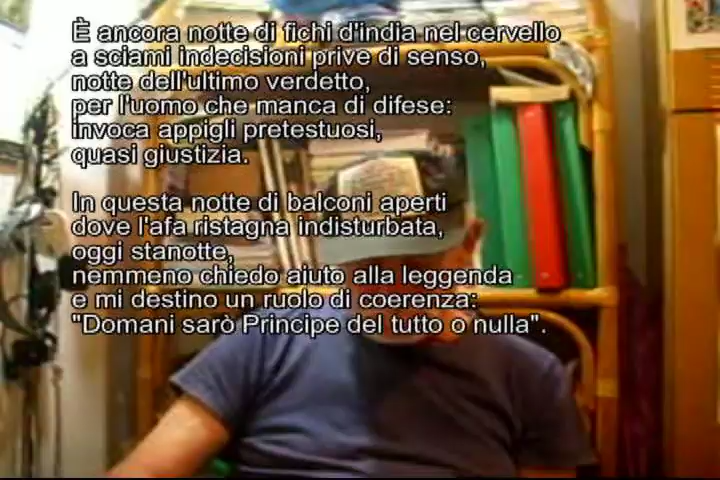 È ancora notte di fichi d'india nel cervello
a sciami indecisioni prive di senso,
notte dell'ultimo verdetto,
per l'uomo che manca di difese:
invoca appigli pretestuosi,
quasi giustizia.
In questa notte di balconi aperti
dove l'afa ristagna indisturbata,
oggi stanotte,
nemmeno chiedo aiuto alla leggenda
e mi destino un ruolo di coerenza:
"Domani sarò Principe del tutto o nulla".